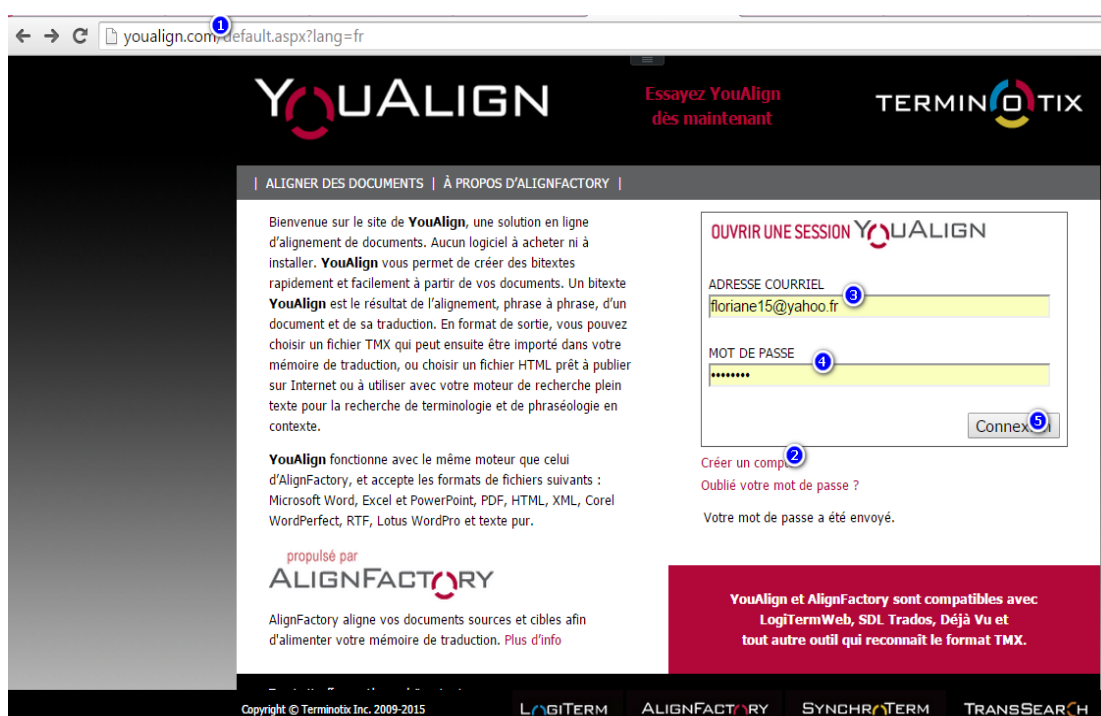 youalign.com/default.aspx?lang=fr
1
YOUALIGN
Essayez YouAlign
dès maintenant
TERMINOTIX
| ALIGNER DES DOCUMENTS | À PROPOS D'ALIGNFACTORY |
Bienvenue sur le site de YouAlign, une
solution en ligne
d'alignement de documents. Aucun logiciel
à acheter ni à
installer. YouAlign vous permet de créer
des bitextes
rapidement et facilement à partir de vos
documents. Un bitexte
YouAlign est le résultat de l'alignement,
phrase à phrase, d'un
document et de sa traduction. En format
de sortie, vous pouvez
choisir un fichier TMX qui peut ensuite
être importé dans votre
mémoire de traduction, ou choisir un
fichier HTML prêt à publier
sur Internet ou à utiliser avec votre
moteur de recherche plein
texte pour la recherche de terminologie
et de phraséologie en
contexte.
YouAlign fonctionne avec le même moteur
que celui
d'AlignFactory, et accepte les formats de
fichiers suivants :
Microsoft Word, Excel et PowerPoint, PDF,
HTML, XML, Corel
WordPerfect, RTF, Lotus WordPro et texte
pur.
propulsé par
ALIGNFACTORY
AlignFactory aligne vos documents sources
et cibles afin
d'alimenter votre mémoire de traduction.
Plus d'info
OUVRIR UNE SESSION YOUALIGN
ADRESSE COURRIEL
3
floriane15@yahoo.fr
MOT DE PASSE
4
••••••••
5
2
Créer un
Oublié votre mot de passe ?
Votre mot de passe a été envoyé.
YouAlign et AlignFactory sont compatibles avec
LogiTermWeb, SDL Trados, Déjà Vu et
tout autre outil qui reconnaît le format TMX.
Copyright © Terminotix Inc. 2009-2015
LOGITERM
ALIGNFACTORY
SYNCHROTERM
TRANSSEARCH